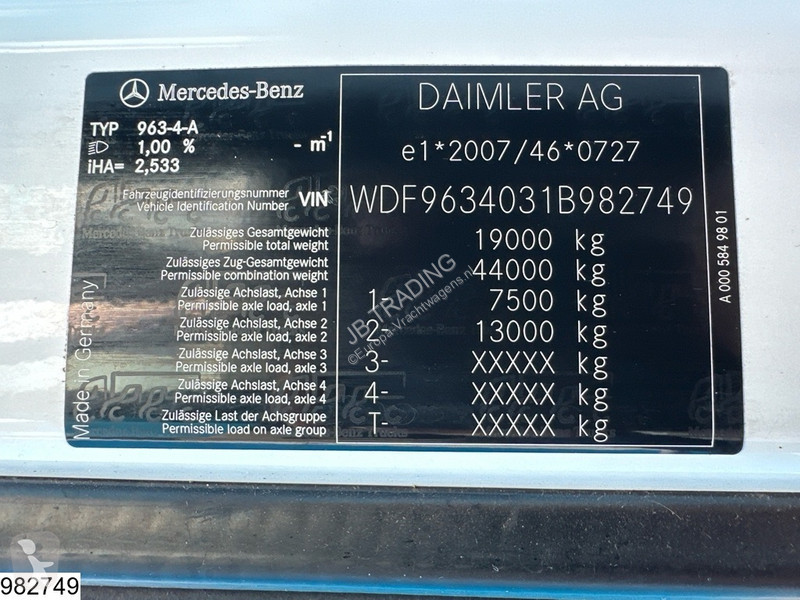 Mercedes-Benz
TYP 963-4-A
1,00 % - m-1
iHA= 2,533
DAIMLER AG
e1*2007/46*0727
Fahrzeugidentifizierungsnummer
Vehicle Identification Number
VIN
WDF9634031B982749
Zulässiges Gesamtgewicht
Permissible total weight
19000 kg
Zulässiges Zug-Gesamtgewicht
Permissible combination weight
44000 kg
Zulässige Achslast, Achse 1
Permissible axle load, axle 1
1- 7500 kg
Zulässige Achslast, Achse 2
Permissible axle load, axle 2
2- 13000 kg
Zulässige Achslast, Achse 3
Permissible axle load, axle 3
3- XXXXX kg
Zulässige Achslast, Achse 4
Permissible axle load, axle 4
4- XXXXX kg
Zulässige Last der Achsgruppe
Permissible load on axle group
T- XXXXX kg
Made in Germany
A 000 584 98 01
JB TRADING
©Europa-Vrachtwagens.nl
982749